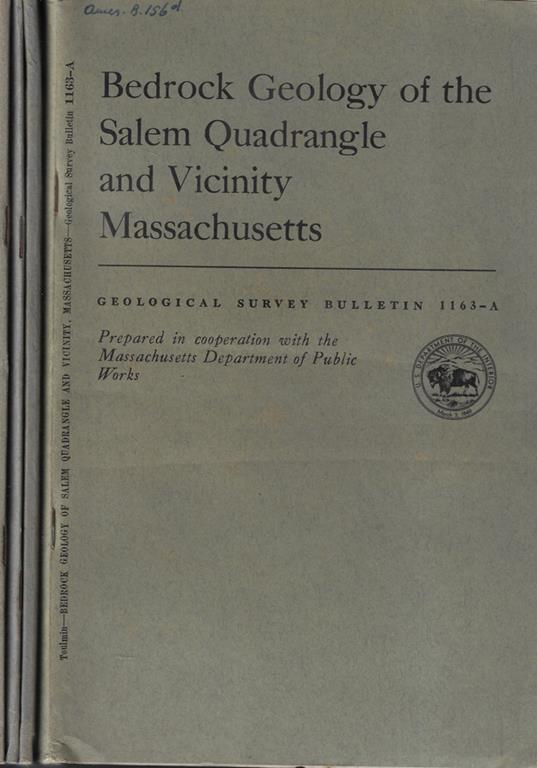 Amer. B. 156d
Bedrock Geology of the
Salem Quadrangle
and Vicinity
Massachusetts
GEOLOGICAL SURVEY BULLETIN 1163-A
Prepared in cooperation with the
Massachusetts Department of Public
Works
U. S. DEPARTMENT OF THE INTERIOR
March 3, 1849
Toulmin—BEDROCK GEOLOGY OF SALEM QUADRANGLE AND VICINITY, MASSACHUSETTS—Geological Survey Bulletin 1163-A